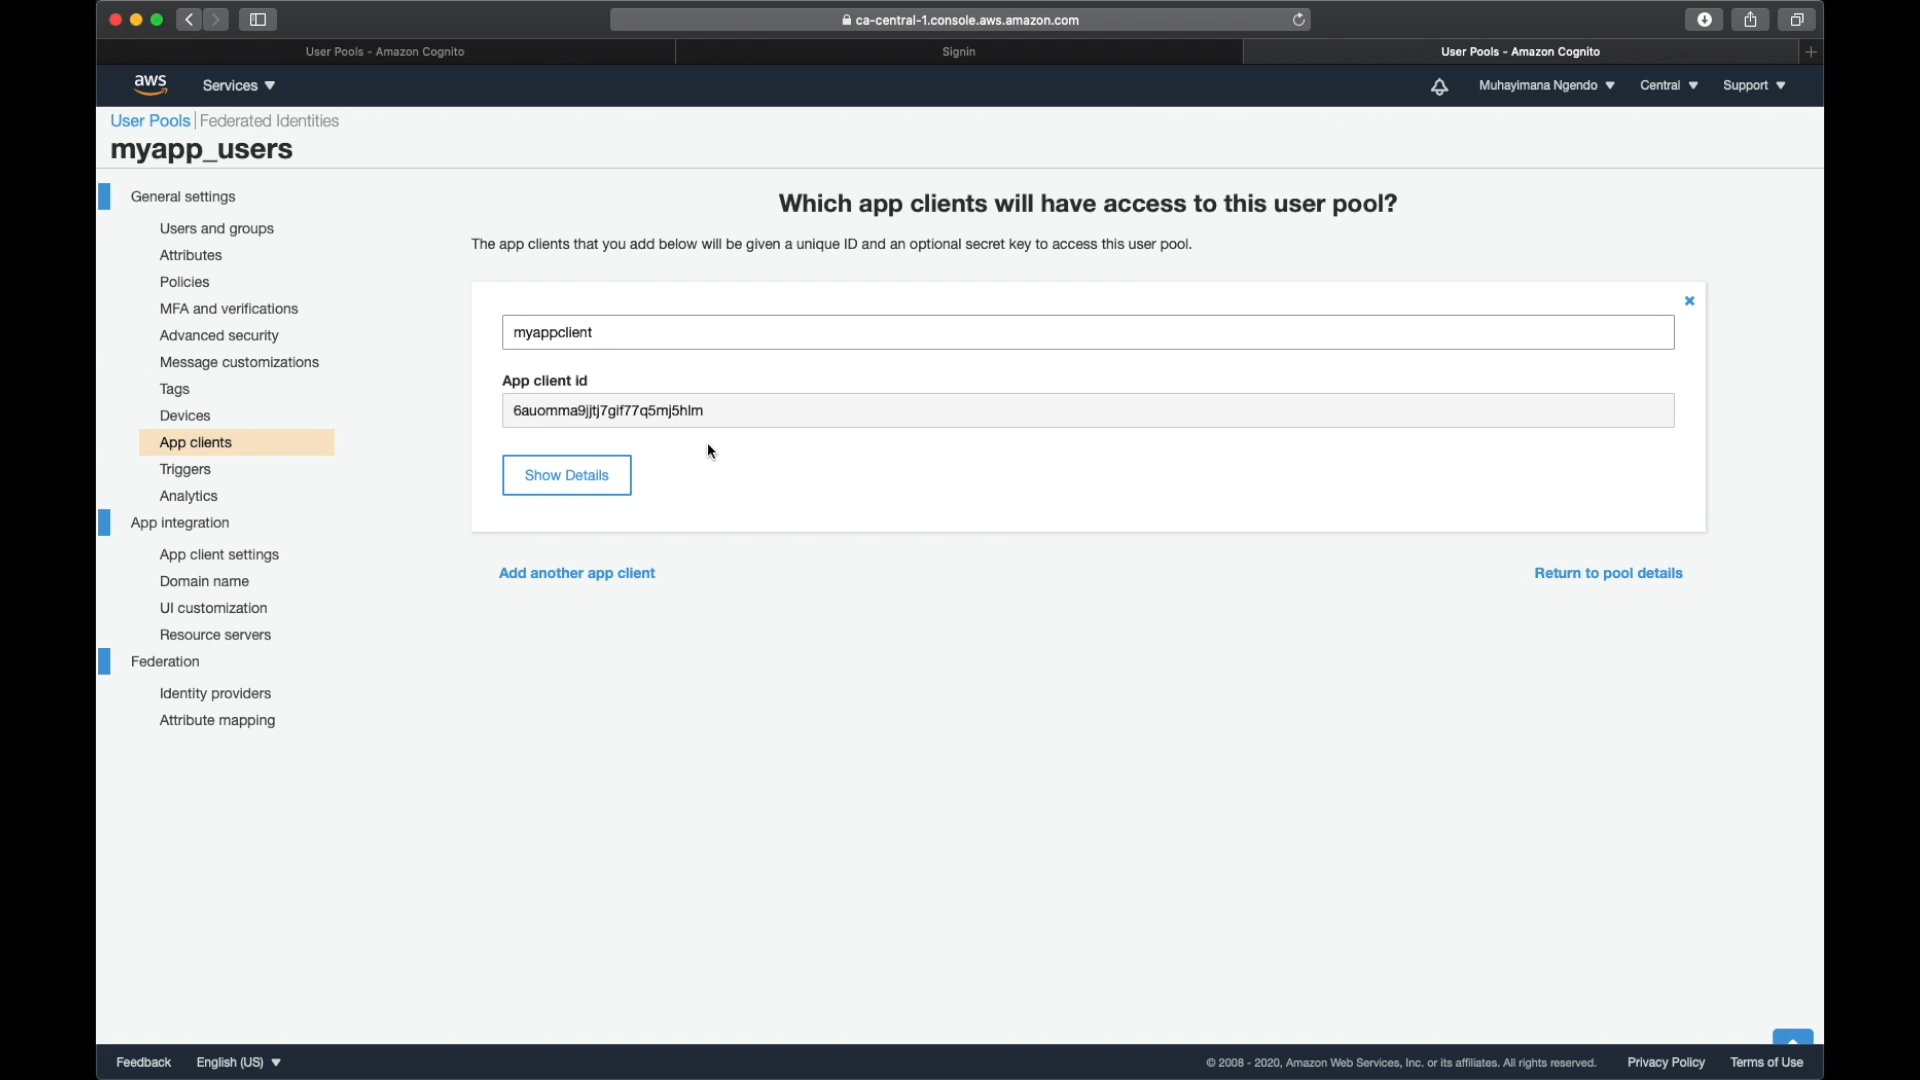 ca-central-1.console.aws.amazon.com
User Pools - Amazon Cognito
Signin
User Pools - Amazon Cognito
aws
Services
Muhayimana Ngendo
Central
Support
User Pools
Federated Identities
myapp_users
General settings
Users and groups
Attributes
Policies
MFA and verifications
Advanced security
Message customizations
Tags
Devices
App clients
Triggers
Analytics
App integration
App client settings
Domain name
UI customization
Resource servers
Federation
Identity providers
Attribute mapping
Which app clients will have access to this user pool?
The app clients that you add below will be given a unique ID and an optional secret key to access this user pool.
myappclient
App client id
6auomma9jjtj7gif77q5mj5hlm
Show Details
Add another app client
Return to pool details
Feedback
English (US)
© 2008 - 2020, Amazon Web Services, Inc. or its affiliates. All rights reserved.
Privacy Policy
Terms of Use